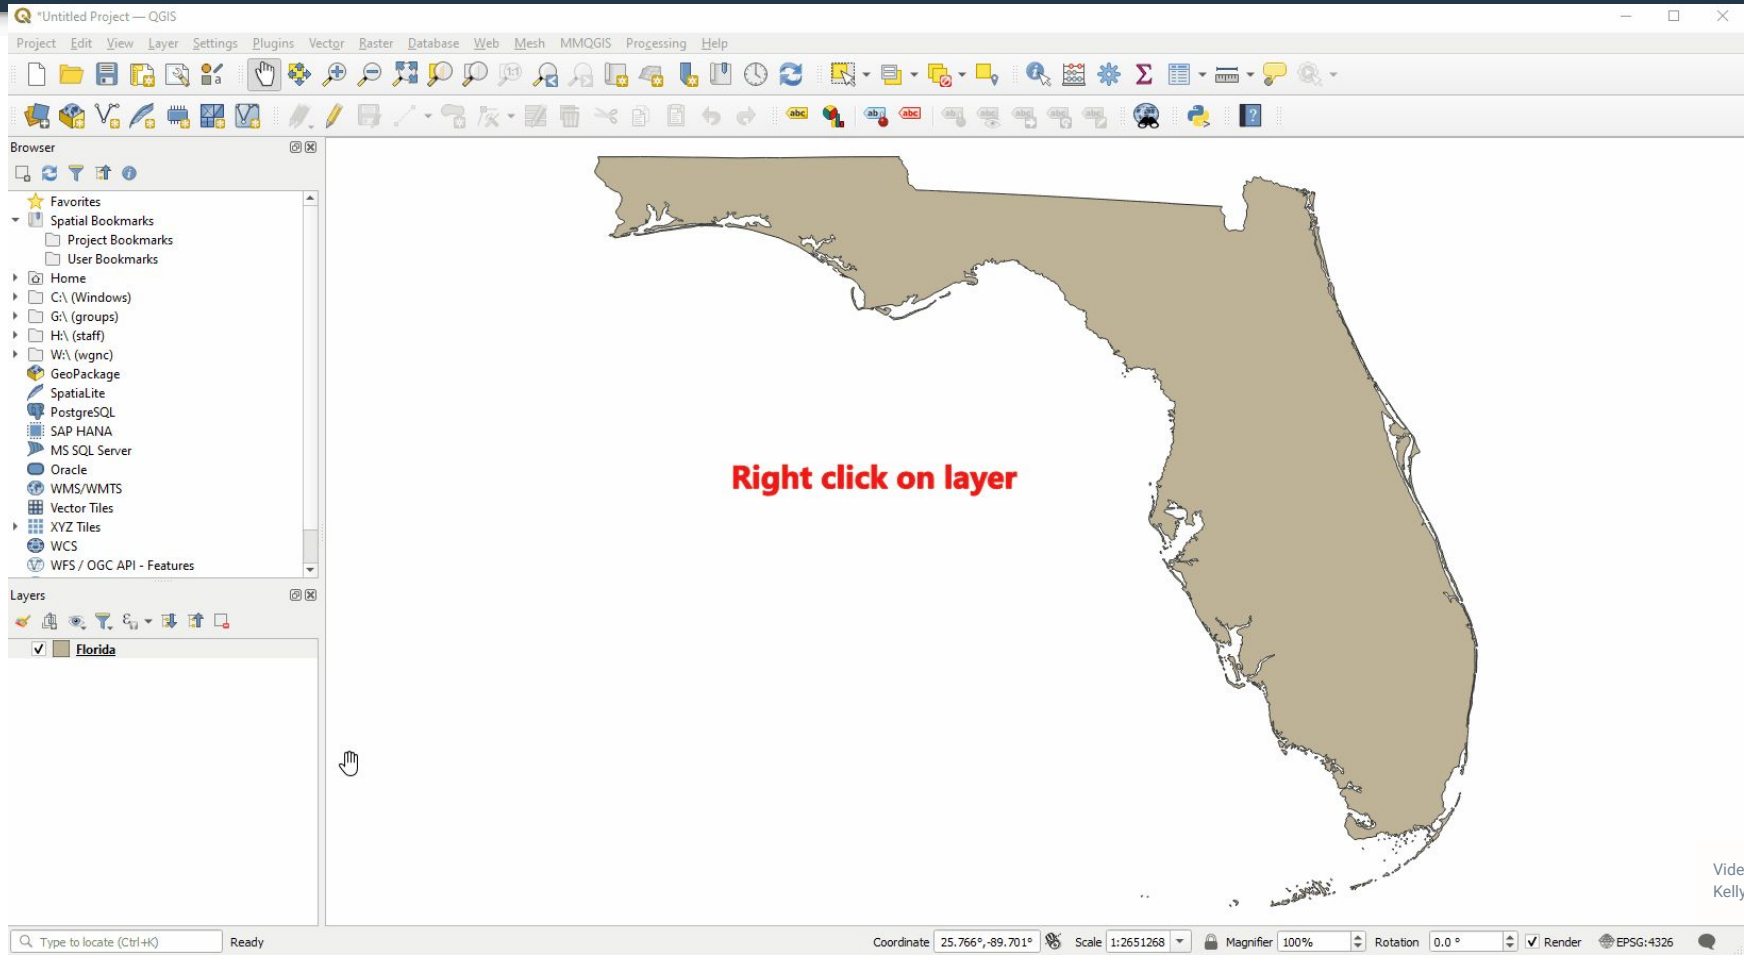 *Untitled Project — QGIS
Project Edit View Layer Settings Plugins Vector Raster Database Web Mesh MMQGIS Processing Help
Browser
Favorites
Spatial Bookmarks
Project Bookmarks
User Bookmarks
Home
C:\ (Windows)
G:\ (groups)
H:\ (staff)
W:\ (wgnc)
GeoPackage
SpatiaLite
PostgreSQL
SAP HANA
MS SQL Server
Oracle
WMS/WMTS
Vector Tiles
XYZ Tiles
WCS
WFS / OGC API - Features
Right click on layer
Layers
Florida
Vide
Kelly
Type to locate (Ctrl+K) Ready Coordinate 25.766°,-89.701° Scale 1:2651268 Magnifier 100% Rotation 0.0 ° Render EPSG:4326